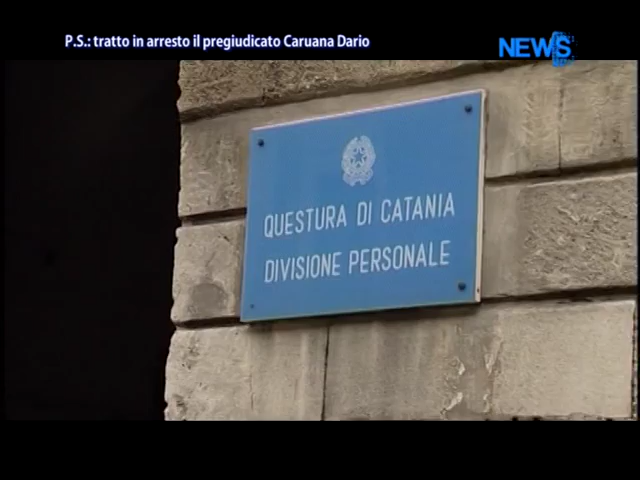 P.S.: tratto in arresto il pregiudicato Caruana Dario
NEWS
QUESTURA DI CATANIA
DIVISIONE PERSONALE